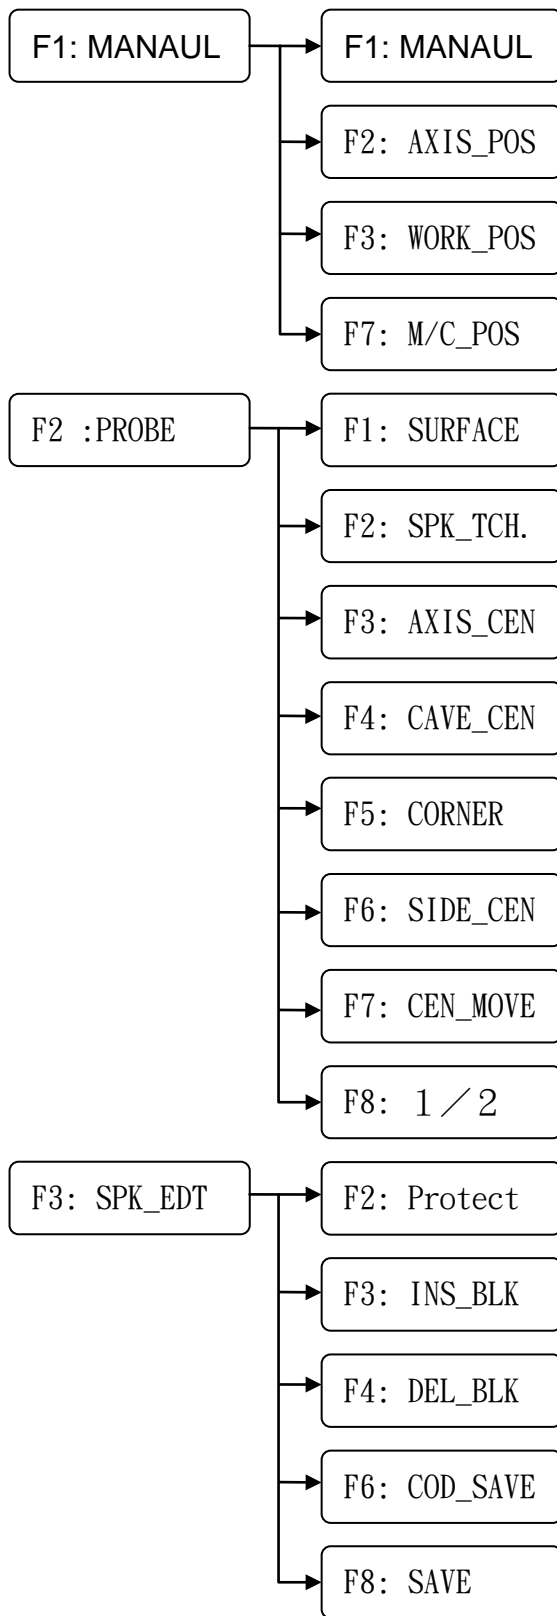 F1: MANAUL
F1: MANAUL
F2: AXIS_POS
F3: WORK_POS
F7: M/C_POS
F2 :PROBE
F1: SURFACE
F2: SPK_TCH.
F3: AXIS_CEN
F4: CAVE_CEN
F5: CORNER
F6: SIDE_CEN
F7: CEN_MOVE
F8: 1/2
F3: SPK_EDT
F2: Protect
F3: INS_BLK
F4: DEL_BLK
F6: COD_SAVE
F8: SAVE